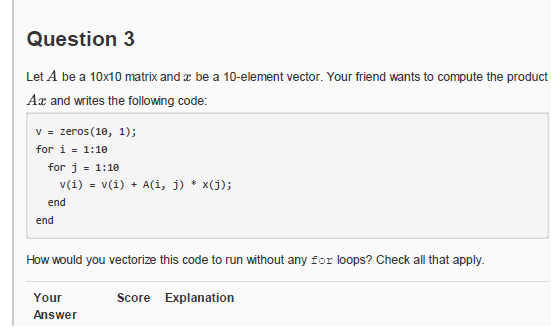 Question 3
Let A be a 10x10 matrix and x be a 10-element vector. Your friend wants to compute the product
Ax and writes the following code:
v = zeros(10, 1);
for i = 1:10
for j = 1:10
v(i) = v(i) + A(i, j) * x(j);
end
end
How would you vectorize this code to run without any for loops? Check all that apply.
Your Score Explanation
Answer